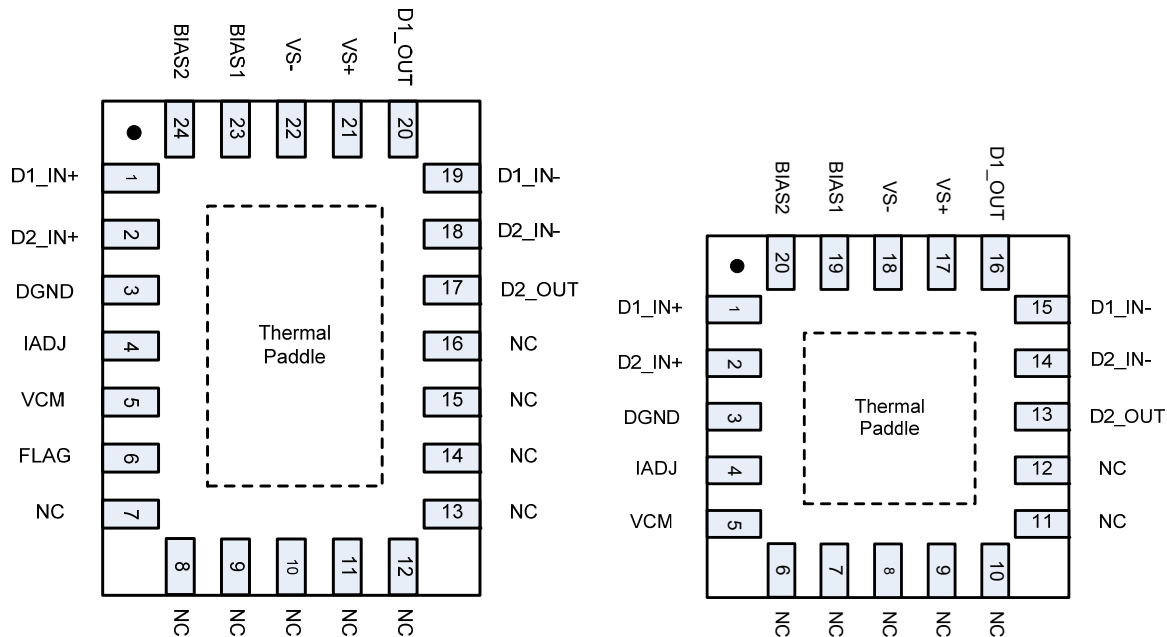 BIAS2
BIAS1
VS-
VS+
D1_OUT
24
23
22
21
20
D1_IN+
1
19
D1_IN-
D2_IN+
2
18
D2_IN-
DGND
3
17
D2_OUT
IADJ
4
16
NC
VCM
5
15
NC
FLAG
6
14
NC
NC
7
13
NC
Thermal
Paddle
8
9
10
11
12
NC
NC
NC
NC
NC
BIAS2
BIAS1
VS-
VS+
D1_OUT
20
19
18
17
16
D1_IN+
1
15
D1_IN-
D2_IN+
2
14
D2_IN-
DGND
3
13
D2_OUT
IADJ
4
12
NC
VCM
5
11
NC
Thermal
Paddle
6
7
8
9
10
NC
NC
NC
NC
NC